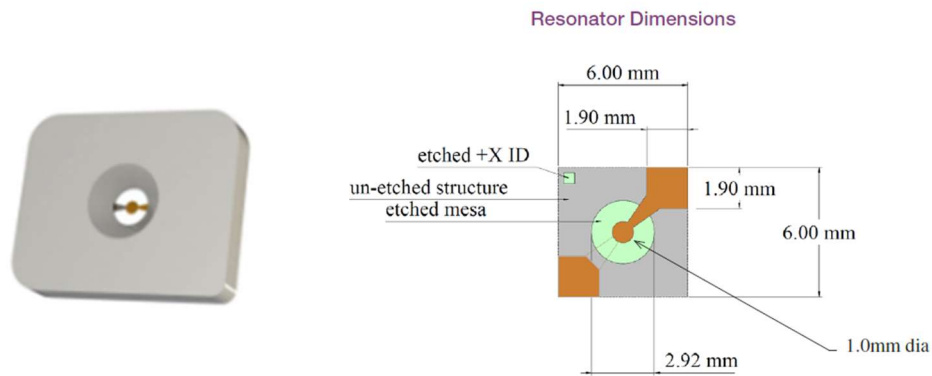 Resonator Dimensions
6.00 mm
1.90 mm
etched +X ID
un-etched structure
1.90 mm
etched mesa
6.00 mm
1.0mm dia
2.92 mm